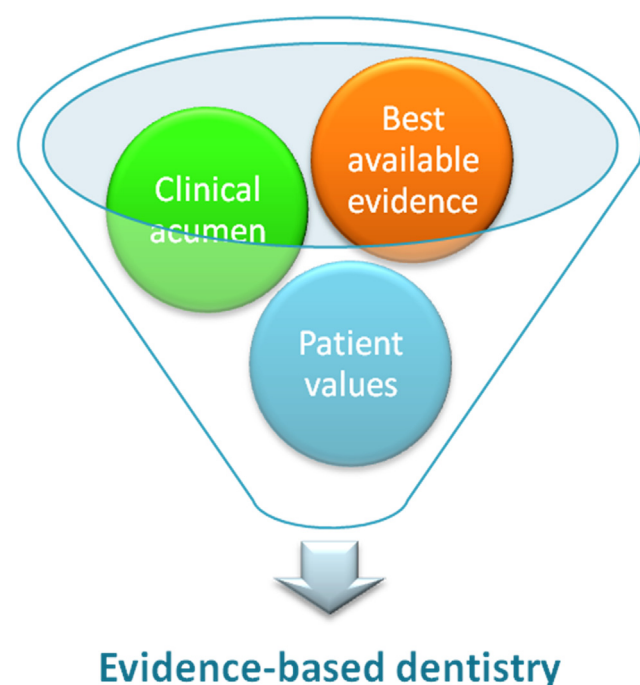 Best
available
evidence
Clinical
acumen
Patient
values
Evidence-based dentistry